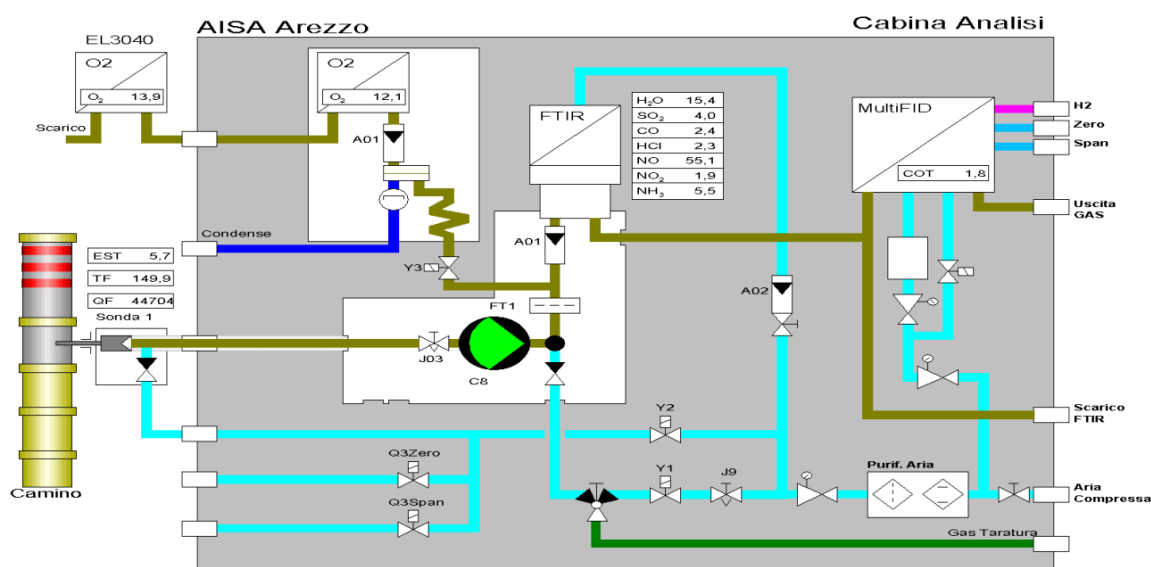 AISA Arezzo
Cabina Analisi
EL3040
O2
O₂ 13,9
Scarico
O2
O₂ 12,1
A01
Condense
Y3
FTIR
H₂O 15,4
SO₂ 4,0
CO 2,4
HCl 2,3
NO 55,1
NO₂ 1,9
NH₃ 5,5
A01
FT1
MultiFID
COT 1,8
H2
Zero
Span
Uscita
GAS
A02
EST 5,7
TF 149,9
QF 44704
Sonda 1
J03
C8
Camino
Scarico
FTIR
Y2
Q3Zero
Q3Span
Y1
J9
Purif. Aria
Aria
Compressa
Gas Taratura